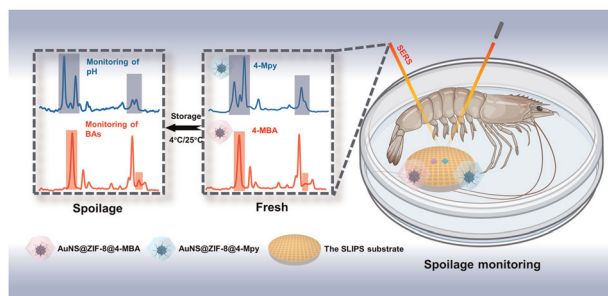 Monitoring of
pH
Monitoring of
BAs
Spoilage
Storage
4°C/25°C
4-Mpy
4-MBA
Fresh
SERS
AuNS@ZIF-8@4-MBA
AuNS@ZIF-8@4-Mpy
The SLIPS substrate
Spoilage monitoring